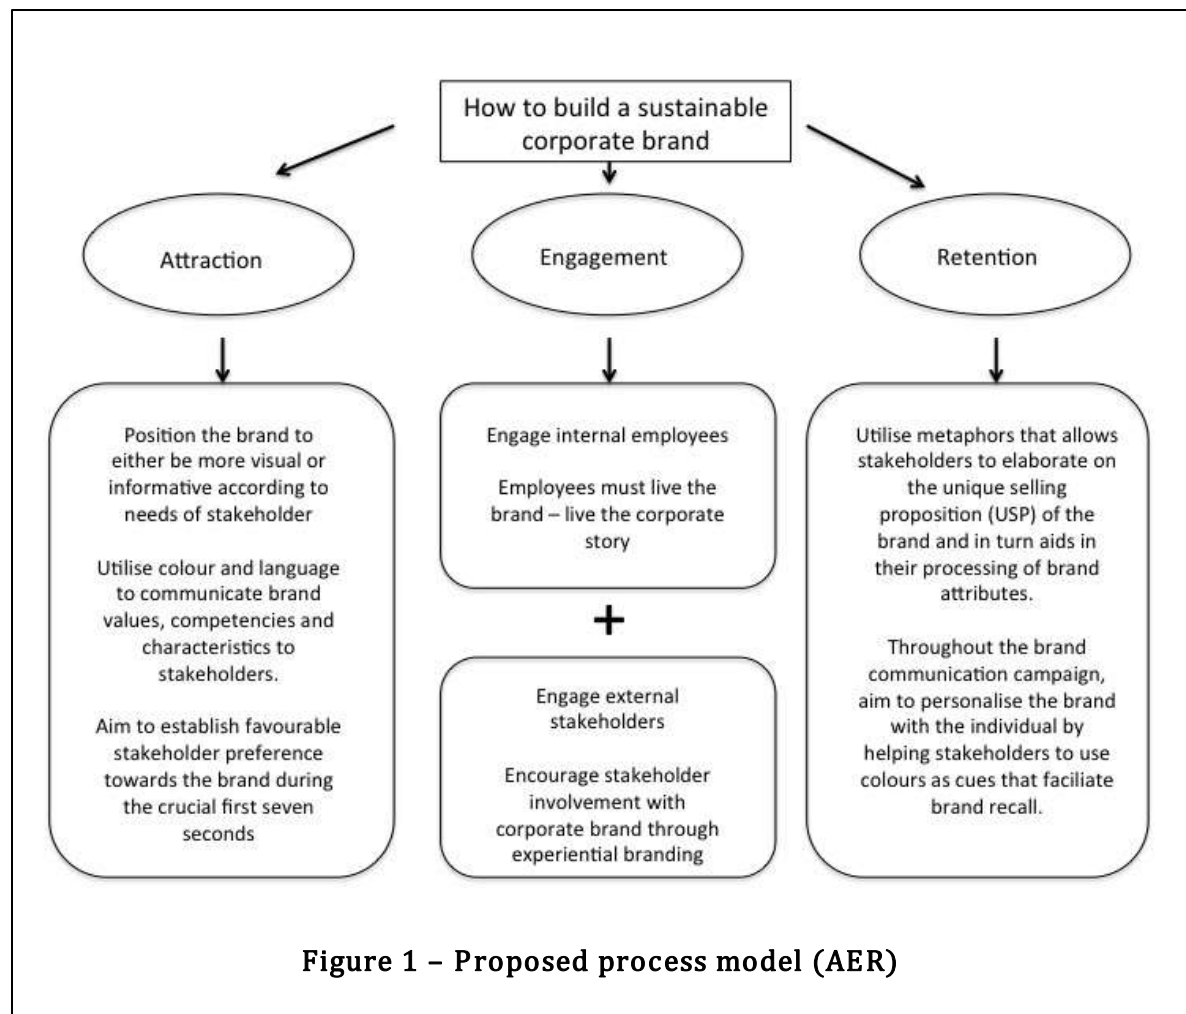 How to build a sustainable
corporate brand
Attraction
Engagement
Retention
Position the brand to
either be more visual or
informative according to
needs of stakeholder
Utilise colour and language
to communicate brand
values, competencies and
characteristics to
stakeholders.
Aim to establish favourable
stakeholder preference
towards the brand during
the crucial first seven
seconds
Engage internal employees
Employees must live the
brand – live the corporate
story
+
Engage external
stakeholders
Encourage stakeholder
involvement with
corporate brand through
experiential branding
Utilise metaphors that allows
stakeholders to elaborate on
the unique selling
proposition (USP) of the
brand and in turn aids in
their processing of brand
attributes.
Throughout the brand
communication campaign,
aim to personalise the brand
with the individual by
helping stakeholders to use
colours as cues that faciliate
brand recall.
Figure 1 – Proposed process model (AER)